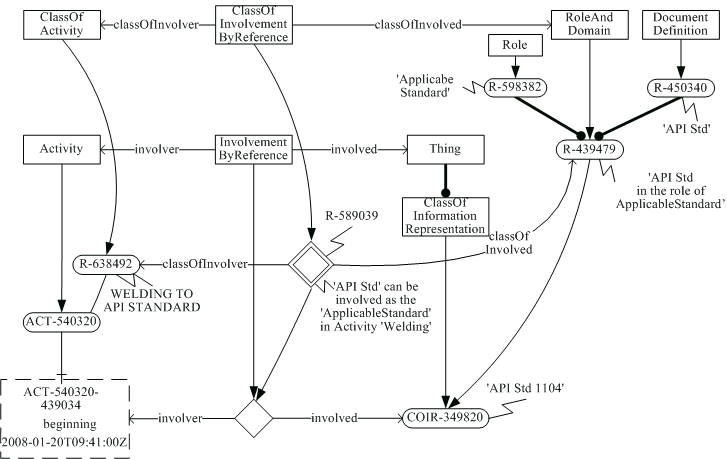 ClassOf
Activity
classOfInvolver
ClassOf
Involvement
ByReference
classOfInvolved
RoleAnd
Domain
Document
Definition
Role
'Applicabe
Standard'
R-598382
R-450340
'API Std'
Activity
involver
Involvement
ByReference
involved
Thing
R-439479
'API Std
in the role of
ApplicableStandard'
ClassOf
Information
Representation
R-589039
classOf
Involved
R-638492
classOfInvolver
WELDING TO
API STANDARD
'API Std' can be
involved as the
'ApplicableStandard'
in Activity 'Welding'
ACT-540320
ACT-540320-
439034
beginning
2008-01-20T09:41:00Z
involver
involved
COIR-349820
'API Std 1104'